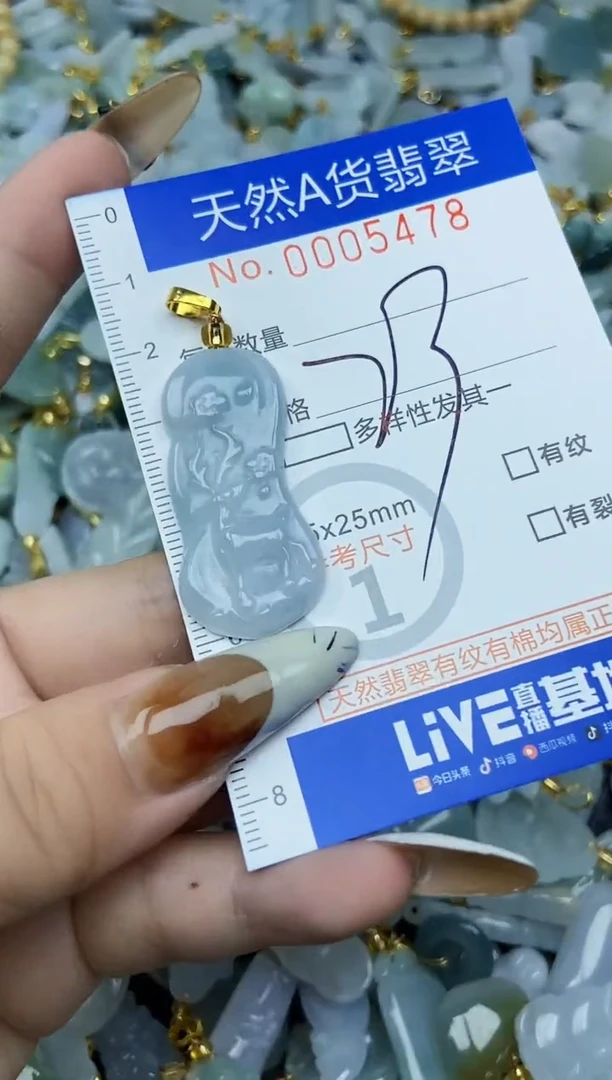 天然A货翡翠
No. 0005478
数量
格
多样性发其一
5x25mm
考尺寸
有纹
有裂
1
天然翡翠有纹有棉均属正
LiVE直播基地
今日头条 抖音 西瓜视频
0
1
2
8